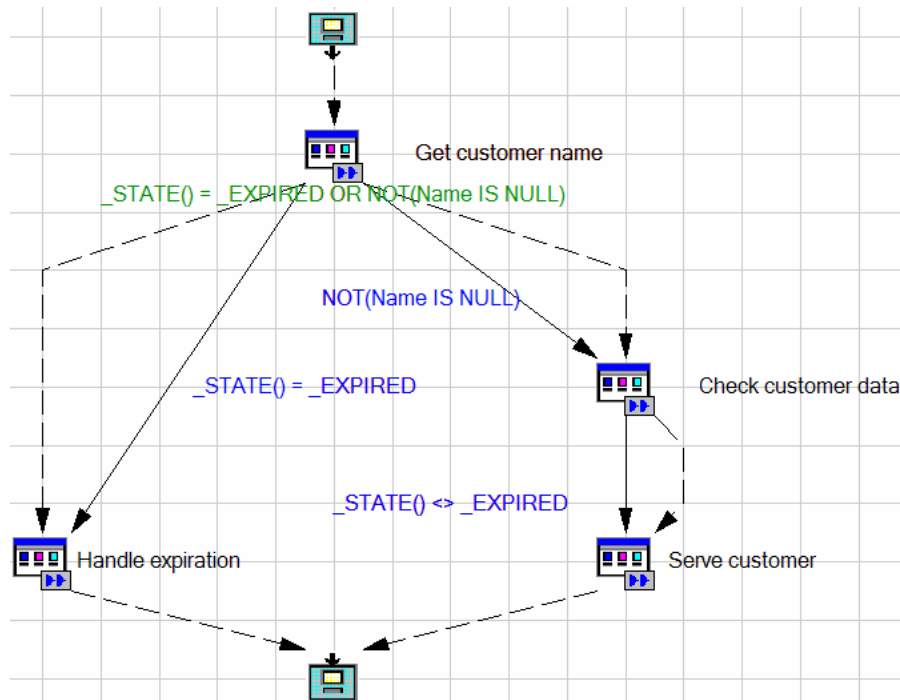 Get customer name
_STATE() = _EXPIRED OR NOT(Name IS NULL)
NOT(Name IS NULL)
_STATE() = _EXPIRED
Check customer data
_STATE() <> _EXPIRED
Handle expiration
Serve customer